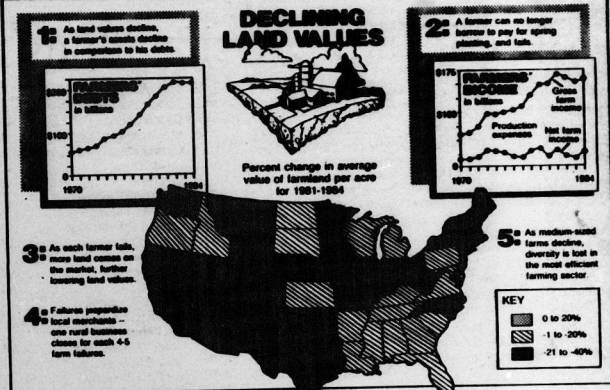 DECLINING
LAND VALUES
1: As land values decline,
a farmer's assets decline
in comparison to his debts.
FARMERS'
DEBTS
in billions
$200
$100
0
1970
1984
Percent change in average
value of farmland per acre
for 1981-1984
2: A farmer can no longer
borrow to pay for spring
planting, and fails.
FARMERS'
INCOME
in billions
$175
$100
0
Gross
farm
income
Production
expenses
Net farm
income
1970
1984
3: As each farmer fails,
more land comes on
the market, further
lowering land values.
4: Failures jeopardize
local merchants --
one rural business
closes for each 4-5
farm failures.
5: As medium-sized
farms decline,
diversity is lost in
the most efficient
farming sector.
KEY
0 to 20%
-1 to -20%
-21 to -40%